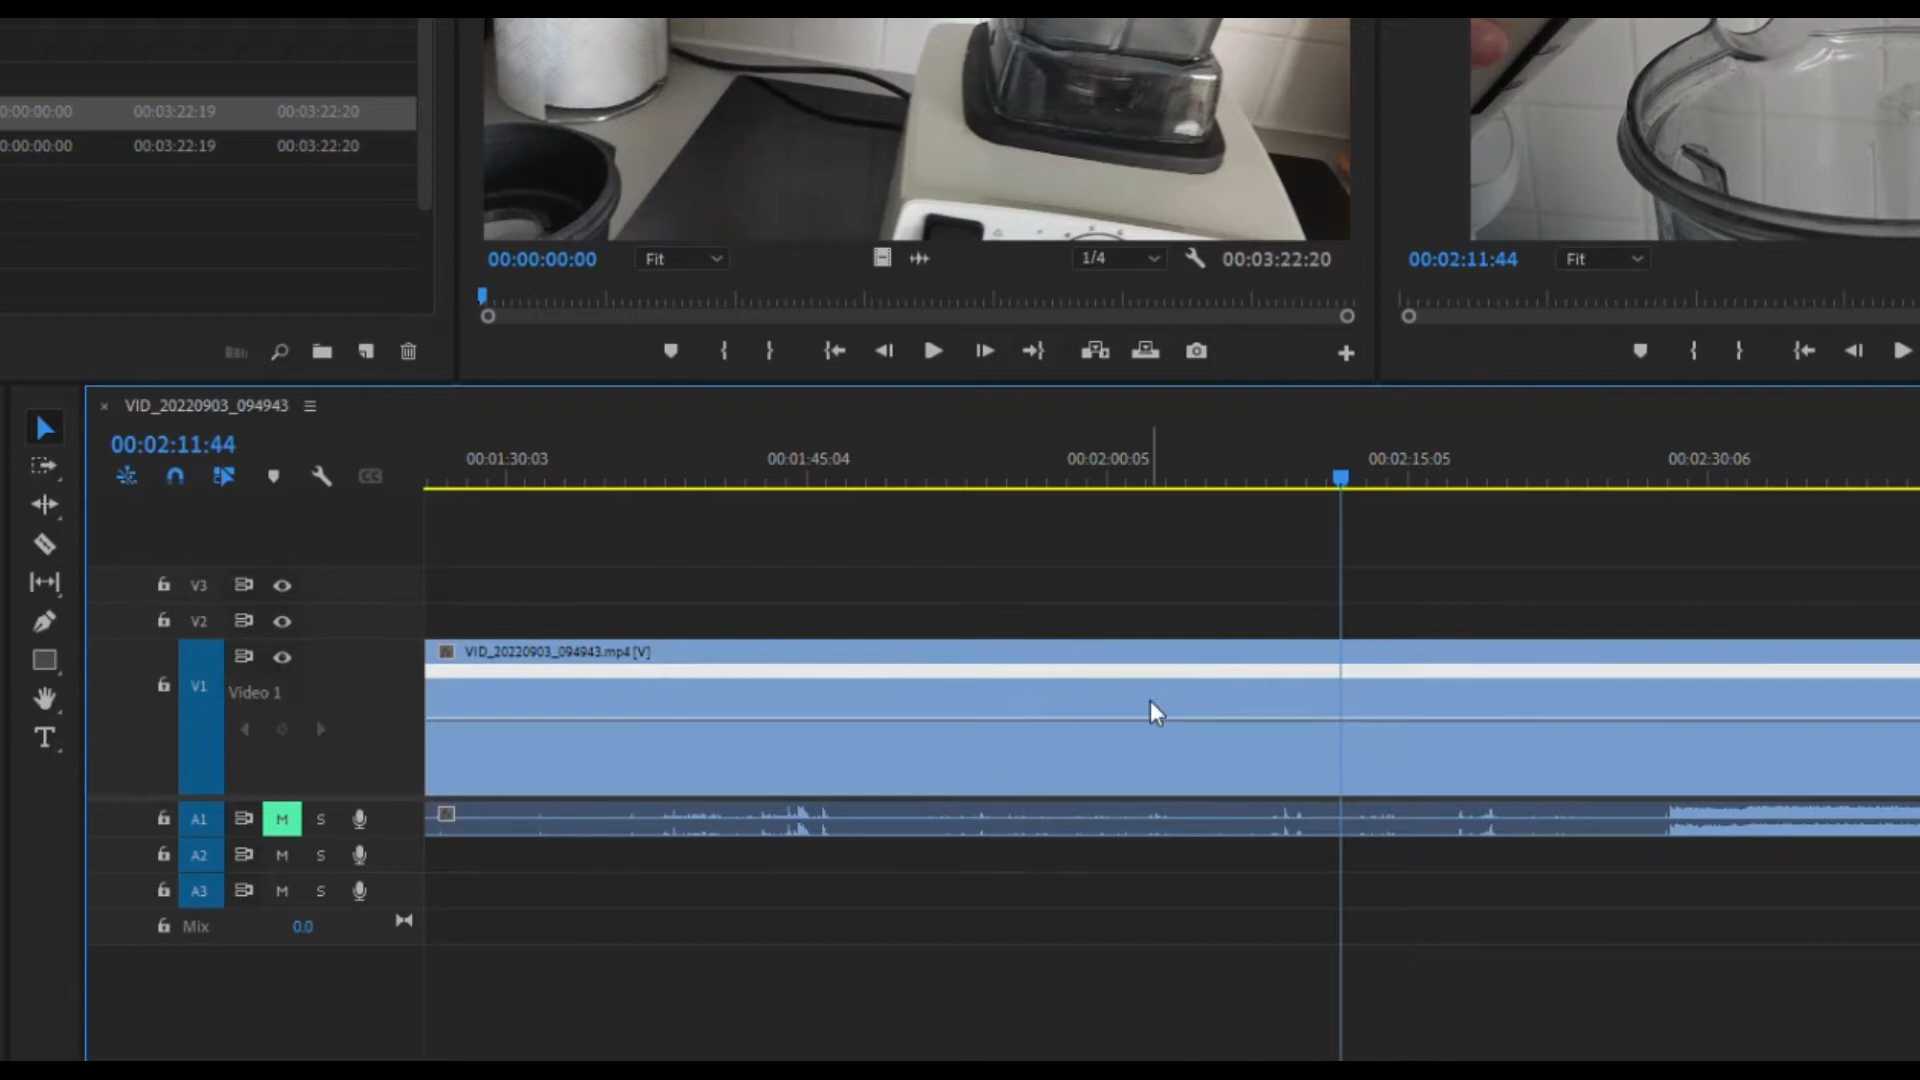 0:00:00:00 00:03:22:19 00:03:22:20
0:00:00:00 00:03:22:19 00:03:22:20
00:00:00:00 Fit 1/4 00:03:22:20
00:02:11:44 Fit
VID_20220903_094943
00:02:11:44
00:01:30:03 00:01:45:04 00:02:00:05 00:02:15:05 00:02:30:06
V3
V2
VID_20220903_094943.mp4 [V]
V1 Video 1
A1 M S
A2 M S
A3 M S
Mix 0.0